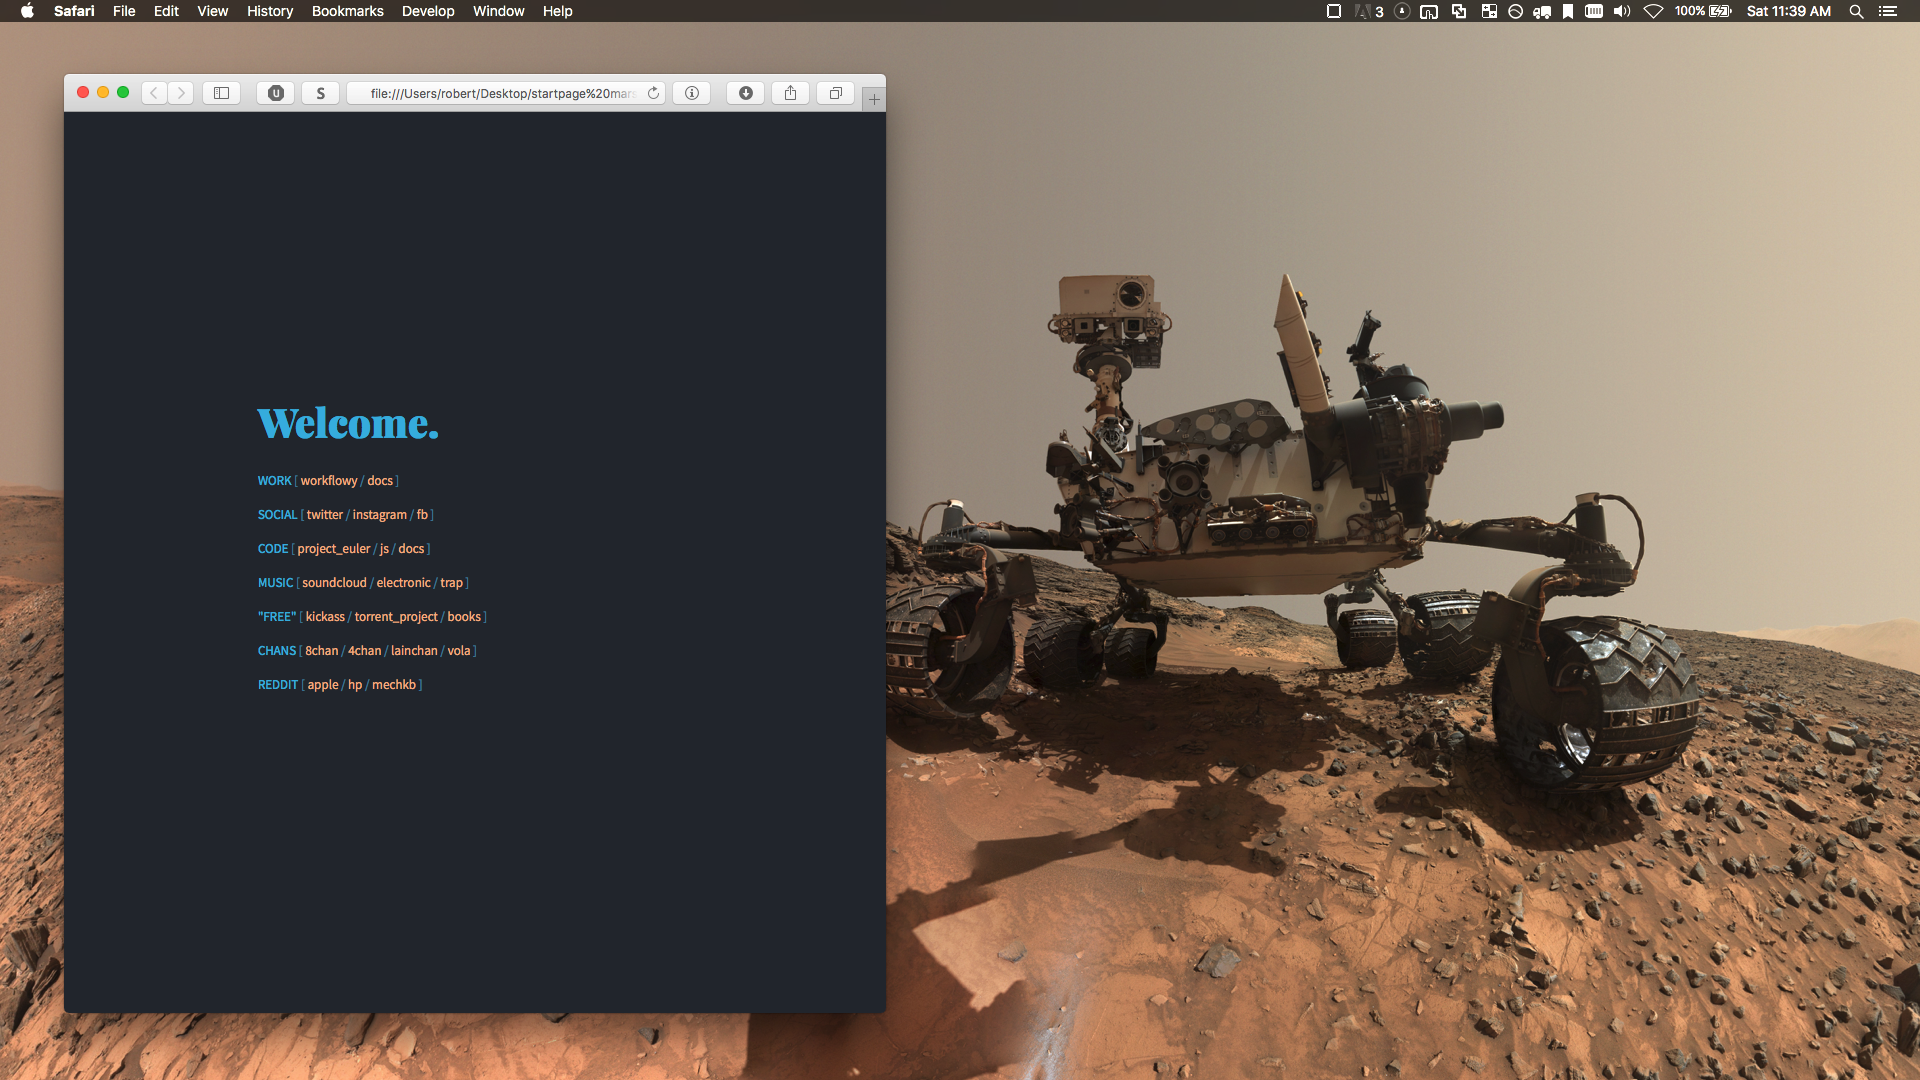 Safari File Edit View History Bookmarks Develop Window Help 3 100% Sat 11:39 AM
U S file:///Users/robert/Desktop/startpage%20mars
Welcome.
WORK [ workflowy / docs ]
SOCIAL [ twitter / instagram / fb ]
CODE [ project_euler / js / docs ]
MUSIC [ soundcloud / electronic / trap ]
"FREE" [ kickass / torrent_project / books ]
CHANS [ 8chan / 4chan / lainchan / vola ]
REDDIT [ apple / hp / mechkb ]